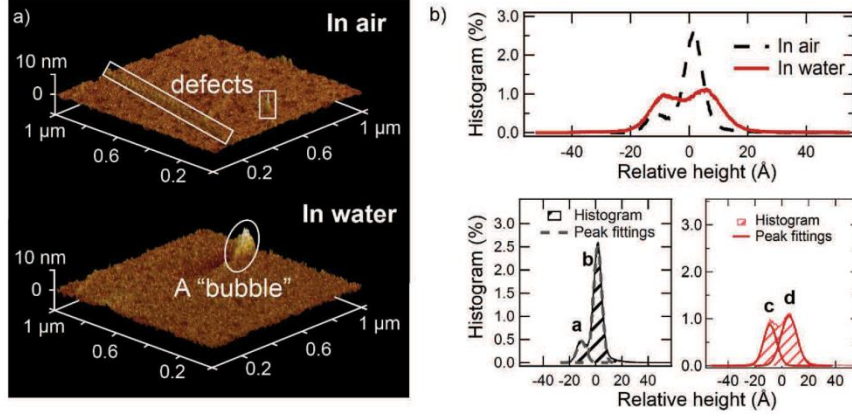 a)
In air
10 nm
0
defects
1 µm
0.6
0.2
0.2
0.6
1 µm
In water
10 nm
0
A "bubble"
1 µm
0.6
0.2
0.2
0.6
1 µm
b)
Histogram (%)
3.0
2.0
1.0
0.0
In air
In water
-40 -20 0 20 40
Relative height (Å)
Histogram (%)
3.0
2.5
2.0
1.5
1.0
0.5
0.0
Histogram
Peak fittings
a
b
-40 -20 0 20 40
Relative height (Å)
3.0
2.0
1.0
0.0
Histogram
Peak fittings
c d
-40 -20 0 20 40
Relative height (Å)